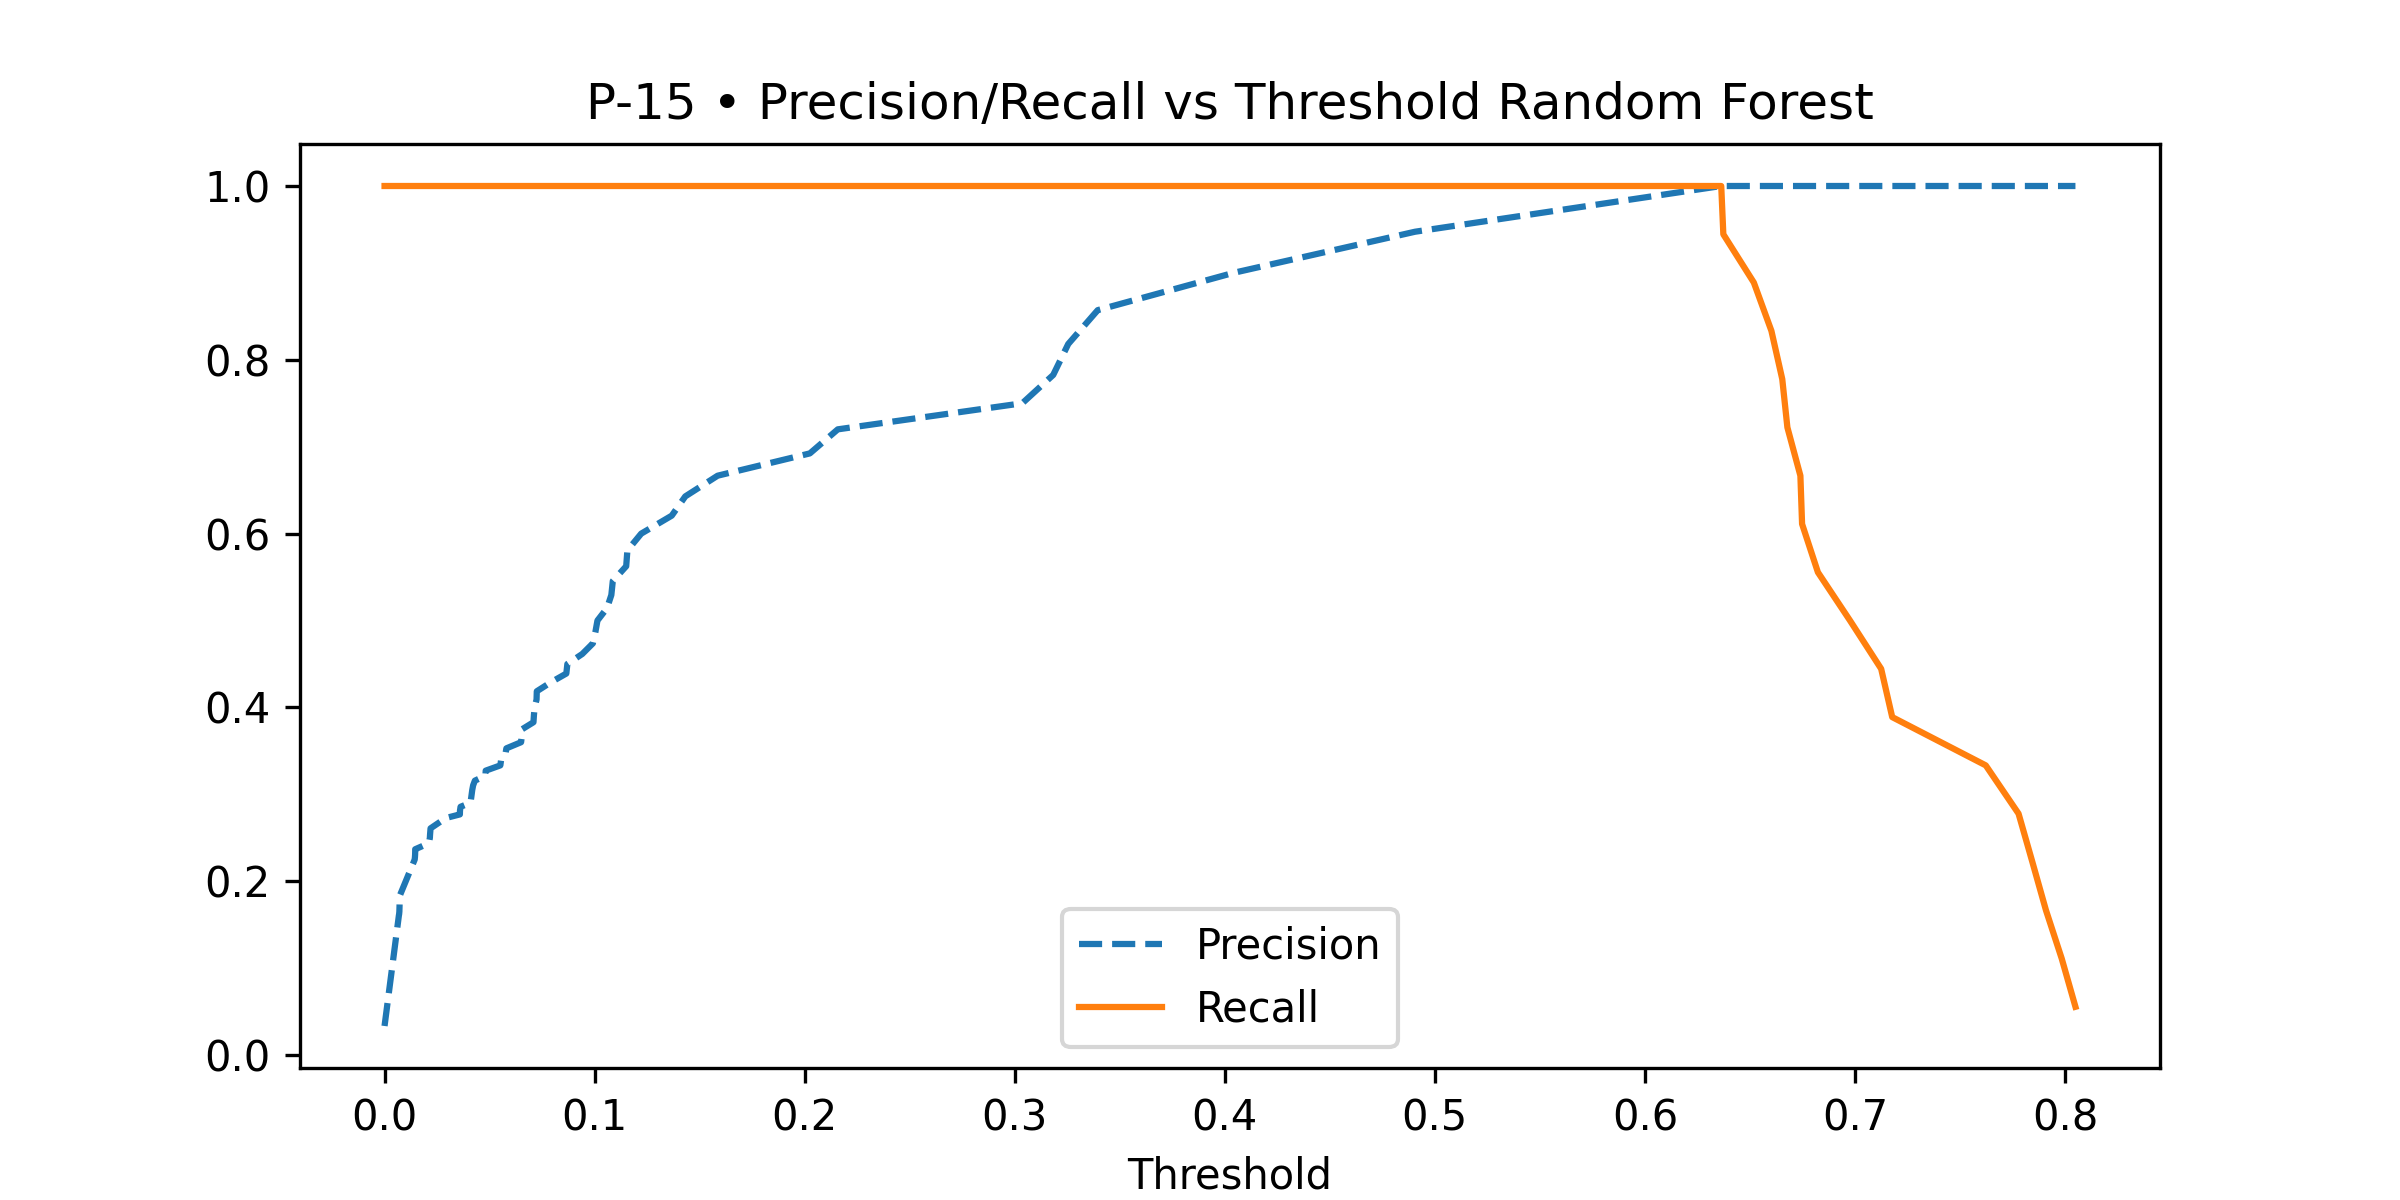 P-15 • Precision/Recall vs Threshold Random Forest
1.0
0.8
0.6
0.4
0.2
0.0
Precision
Recall
0.0 0.1 0.2 0.3 0.4 0.5 0.6 0.7 0.8
Threshold